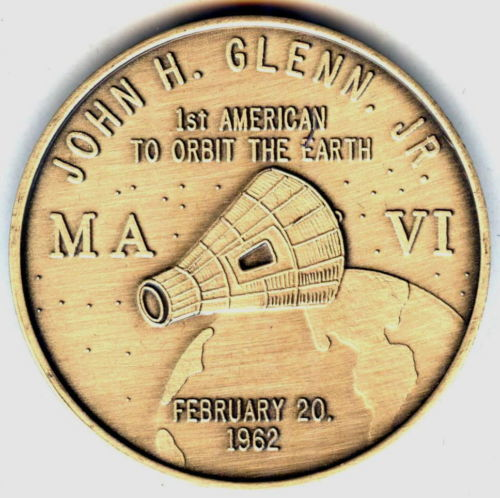 JOHN H. GLENN, JR.
1st AMERICAN
TO ORBIT THE EARTH
MA VI
FEBRUARY 20,
1962